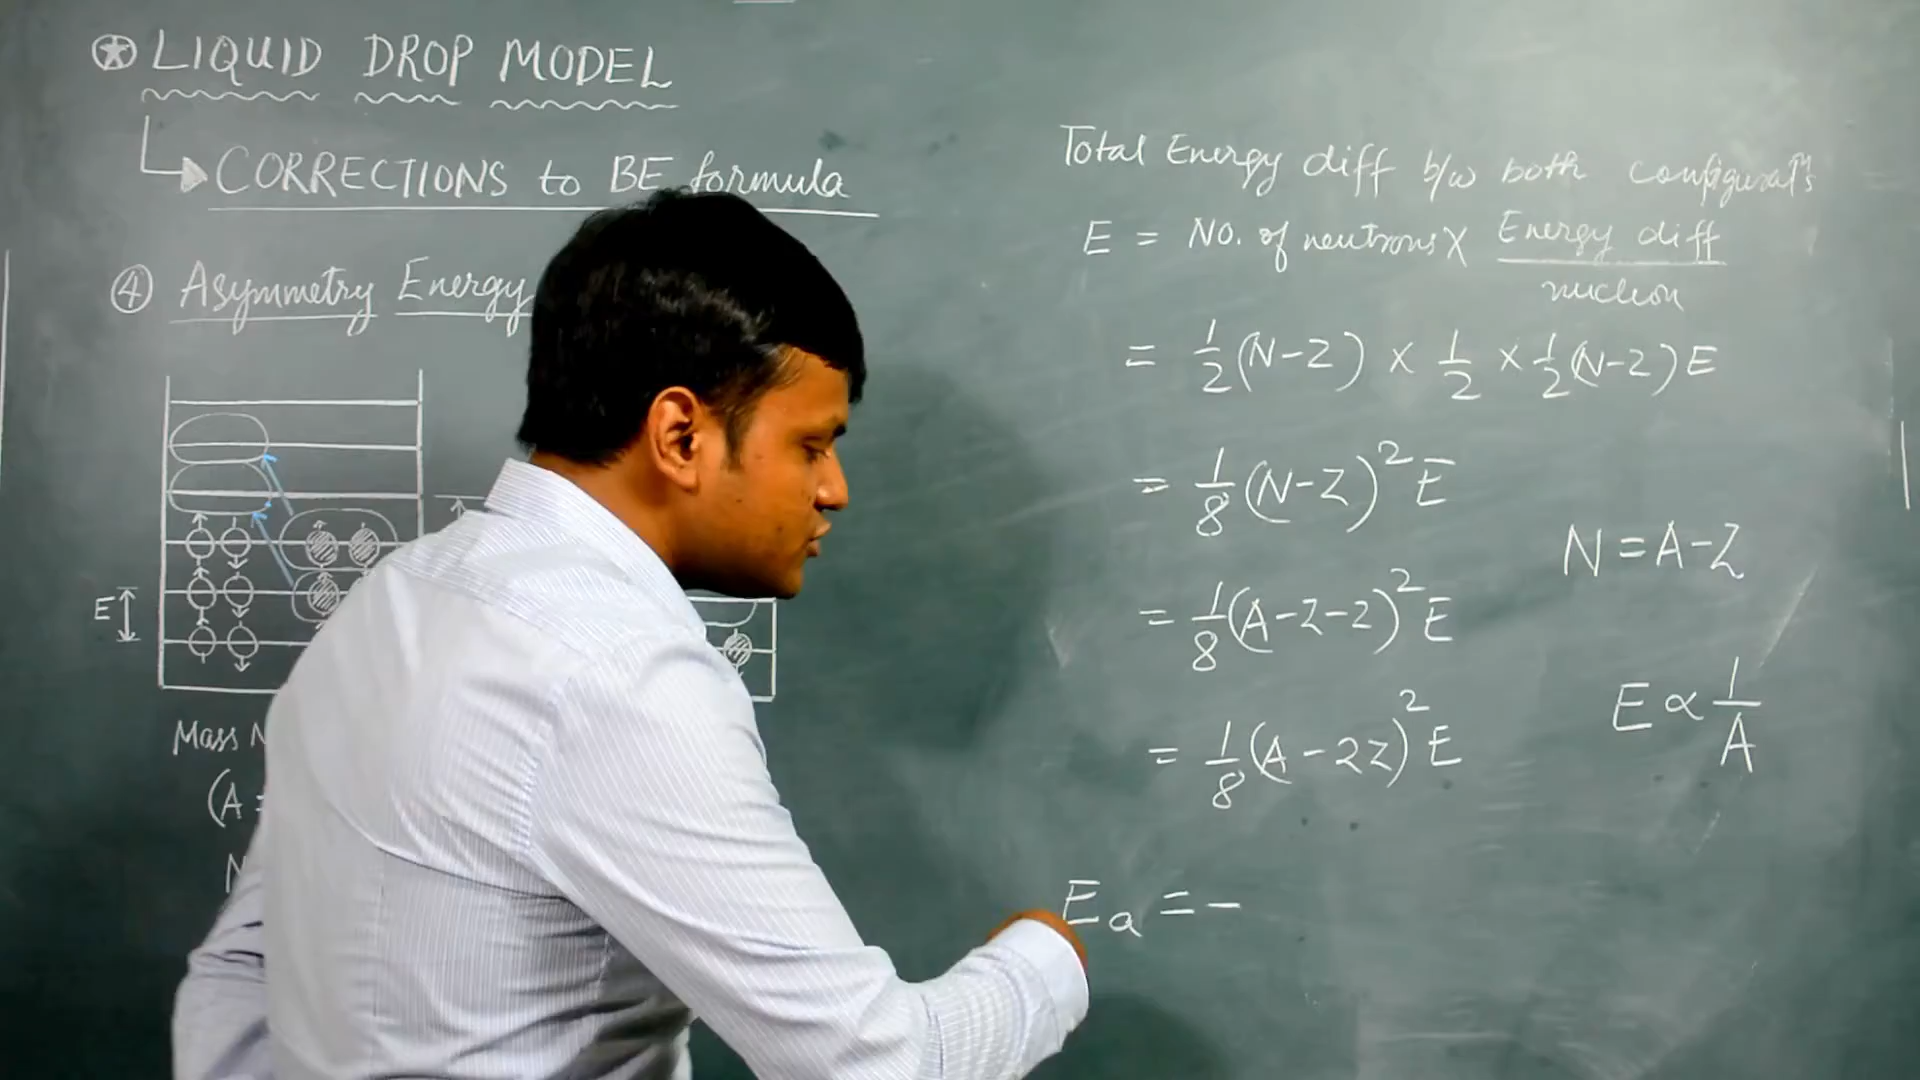 LIQUID DROP MODEL
CORRECTIONS to BE formula
④ Asymmetry Energy
E
Mass
(A =
N
Total Energy diff b/w both configurat's
E = No. of neutrons × Energy diff / nucleon
= 1/2 (N-Z) × 1/2 × 1/2 (N-Z) E
= 1/8 (N-Z)² E
N = A-Z
= 1/8 (A-Z-Z)² E
E ∝ 1/A
= 1/8 (A-2Z)² E
Ea = -